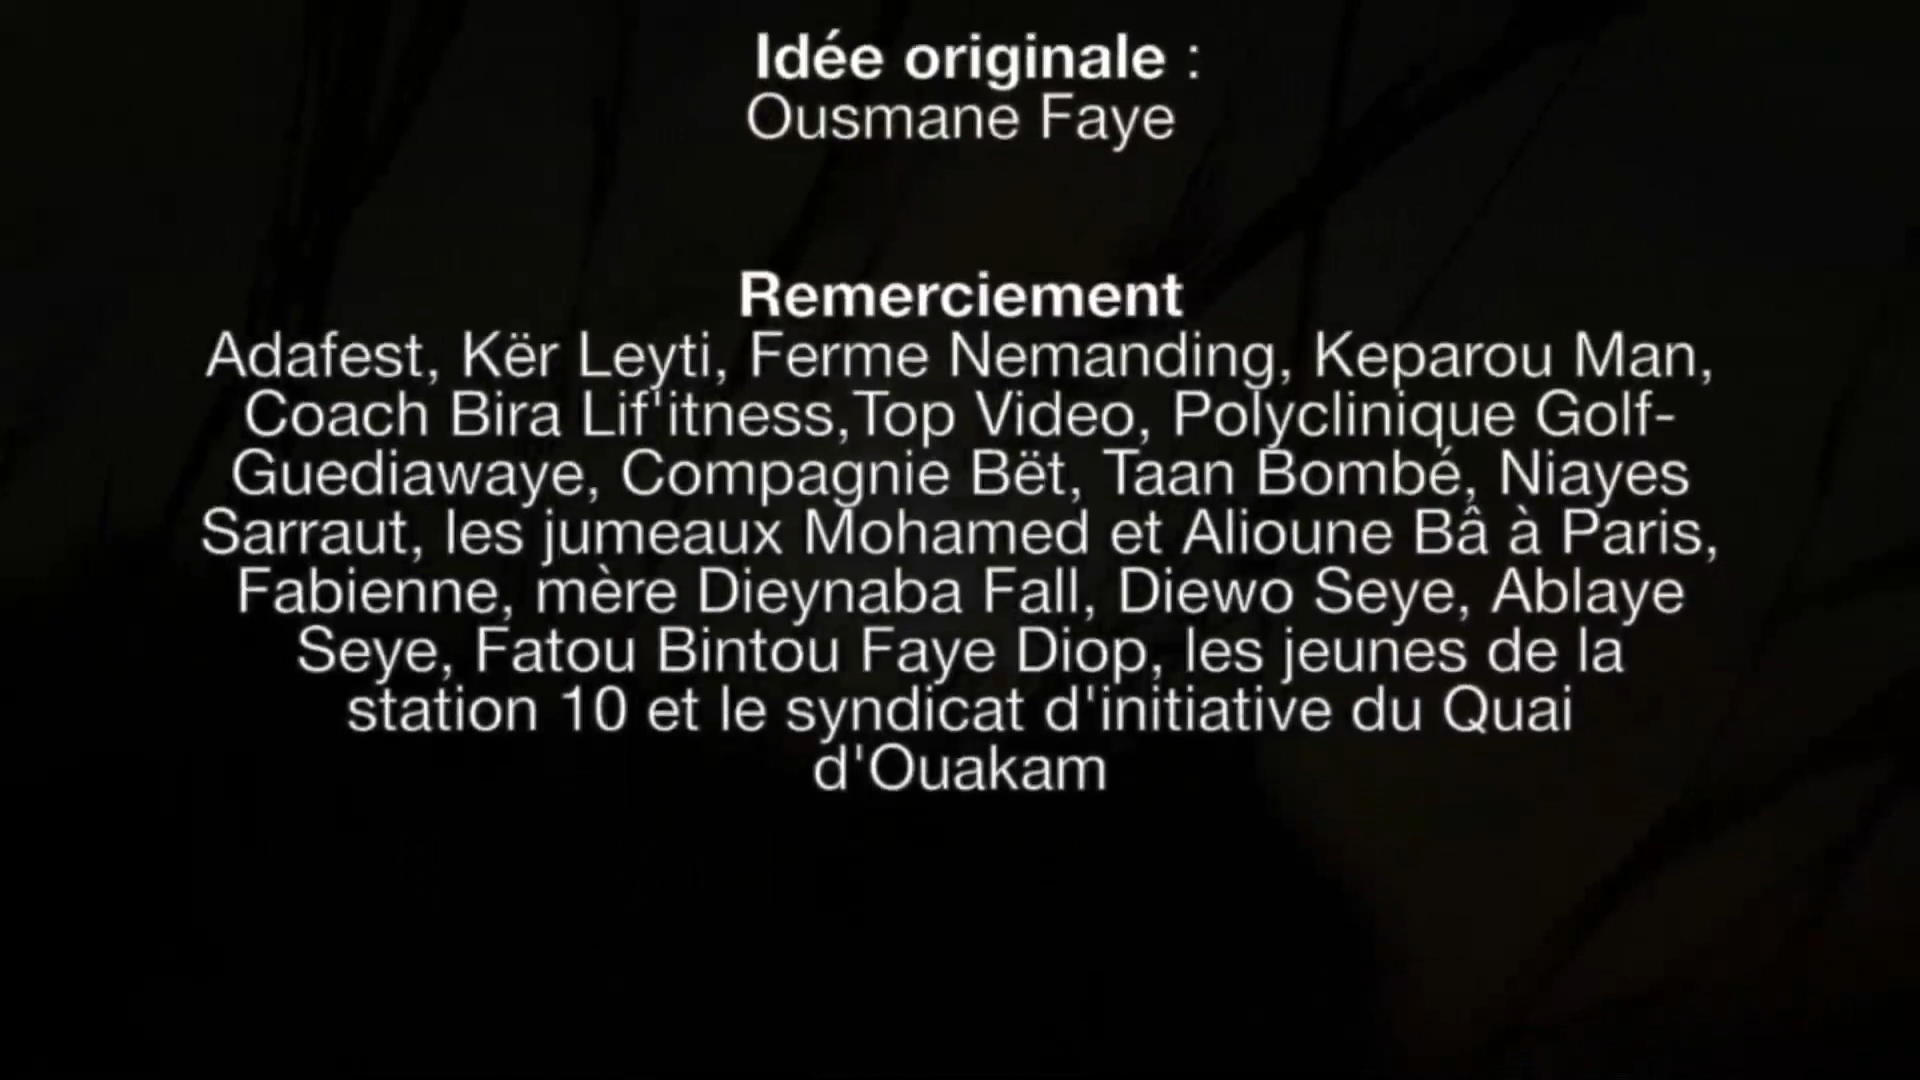 Idée originale :
Ousmane Faye
Remerciement
Adafest, Kër Leyti, Ferme Nemanding, Keparou Man,
Coach Bira Lif'itness,Top Video, Polyclinique Golf-
Guediawaye, Compagnie Bët, Taan Bombé, Niayes
Sarraut, les jumeaux Mohamed et Alioune Bâ à Paris,
Fabienne, mère Dieynaba Fall, Diewo Seye, Ablaye
Seye, Fatou Bintou Faye Diop, les jeunes de la
station 10 et le syndicat d'initiative du Quai
d'Ouakam